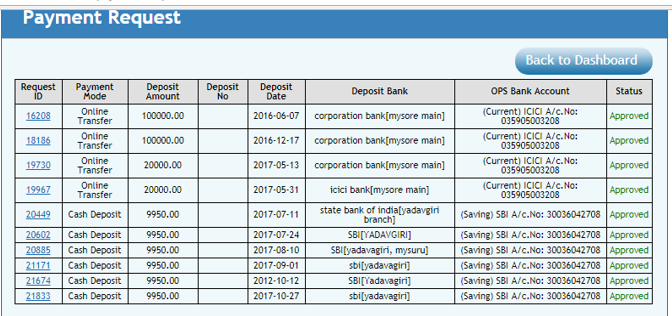 Payment Request
Back to Dashboard
Request ID Payment Mode Deposit Amount Deposit No Deposit Date Deposit Bank OPS Bank Account Status
16208 Online Transfer 100000.00 2016-06-07 corporation bank[mysore main] (Current) ICICI A/c.No: 035905003208 Approved
18186 Online Transfer 100000.00 2016-12-17 corporation bank[mysore main] (Current) ICICI A/c.No: 035905003208 Approved
19730 Online Transfer 20000.00 2017-05-13 corporation bank[mysore main] (Current) ICICI A/c.No: 035905003208 Approved
19967 Online Transfer 20000.00 2017-05-31 icici bank[mysore main] (Current) ICICI A/c.No: 035905003208 Approved
20449 Cash Deposit 9950.00 2017-07-11 state bank of india[yadavgiri branch] (Saving) SBI A/c.No: 30036042708 Approved
20602 Cash Deposit 9950.00 2017-07-24 SBI[YADAVGIRI] (Saving) SBI A/c.No: 30036042708 Approved
20885 Cash Deposit 9950.00 2017-08-10 SBI[yadavagiri, mysuru] (Saving) SBI A/c.No: 30036042708 Approved
21171 Cash Deposit 9950.00 2017-09-01 sbi[yadavagiri] (Saving) SBI A/c.No: 30036042708 Approved
21674 Cash Deposit 9950.00 2012-10-12 SBI[Yadavagiri] (Saving) SBI A/c.No: 30036042708 Approved
21833 Cash Deposit 9950.00 2017-10-27 sbi[yadavagiri] (Saving) SBI A/c.No: 30036042708 Approved